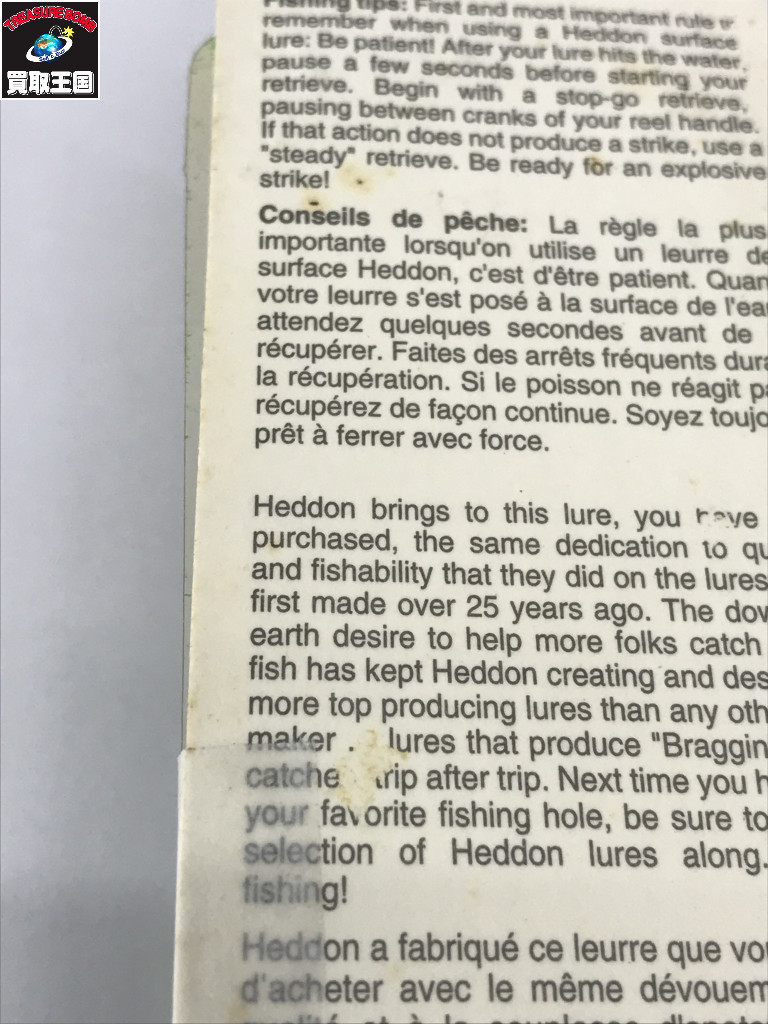 TREASURE BOMB
買取王国
Fishing tips: First and most important rule
remember when using a Heddon surface
lure: Be patient! After your lure hits the water,
pause a few seconds before starting your
retrieve. Begin with a stop-go retrieve,
pausing between cranks of your reel handle.
If that action does not produce a strike, use a
"steady" retrieve. Be ready for an explosive
strike!
Conseils de pêche: La règle la plus
importante lorsqu'on utilise un leurre de
surface Heddon, c'est d'être patient. Quan
votre leurre s'est posé à la surface de l'eau
attendez quelques secondes avant de
récupérer. Faites des arrêts fréquents dura
la récupération. Si le poisson ne réagit pa
récupérez de façon continue. Soyez toujo
prêt à ferrer avec force.
Heddon brings to this lure, you have
purchased, the same dedication to qu
and fishability that they did on the lures
first made over 25 years ago. The dow
earth desire to help more folks catch
fish has kept Heddon creating and des
more top producing lures than any oth
maker . lures that produce "Braggin
catche trip after trip. Next time you h
your favorite fishing hole, be sure to
selection of Heddon lures along.
fishing!
Heddon a fabriqué ce leurre que vou
d'acheter avec le même dévouem